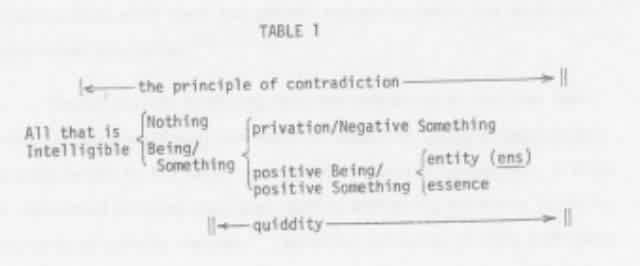 TABLE 1
the principle of contradiction
All that is
Intelligible
Nothing
Being/
Something
privation/Negative Something
positive Being/
positive Something
entity (ens)
essence
quiddity